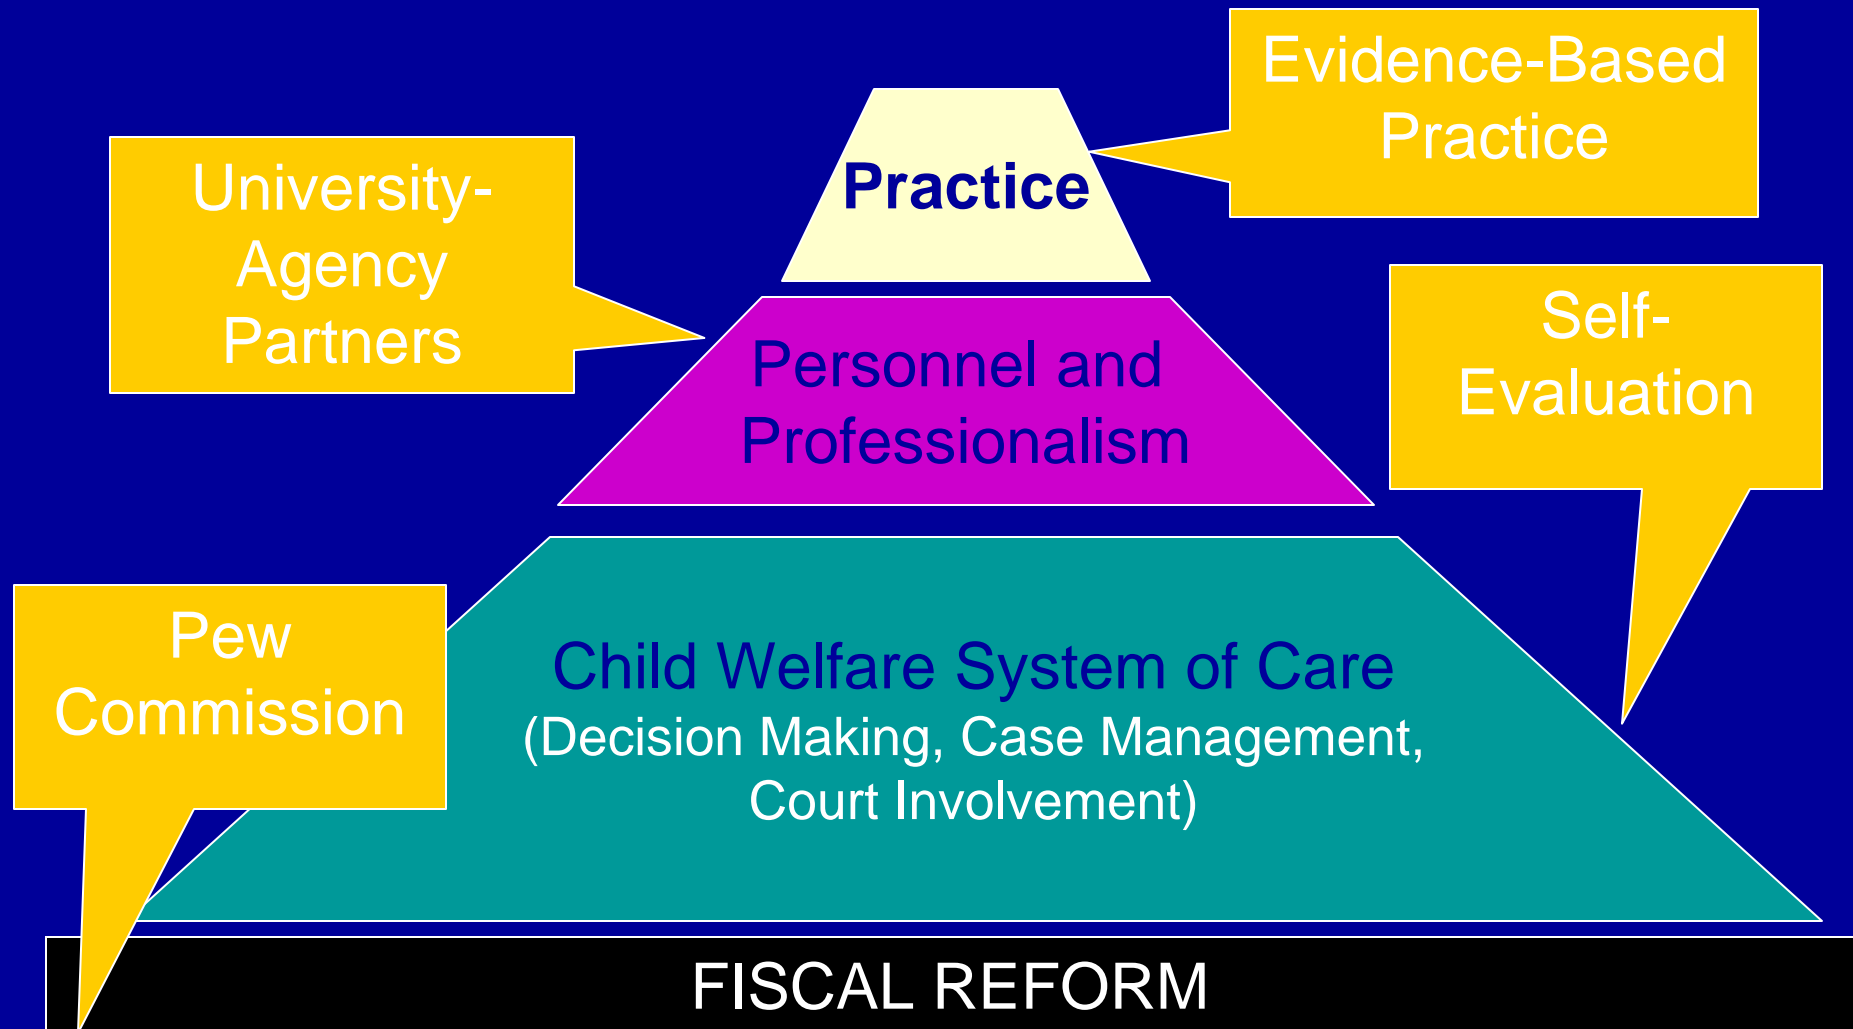 Evidence-Based
Practice
University-
Agency
Partners
Practice
Self-
Evaluation
Personnel and
Professionalism
Pew
Commission
Child Welfare System of Care
(Decision Making, Case Management,
Court Involvement)
FISCAL REFORM